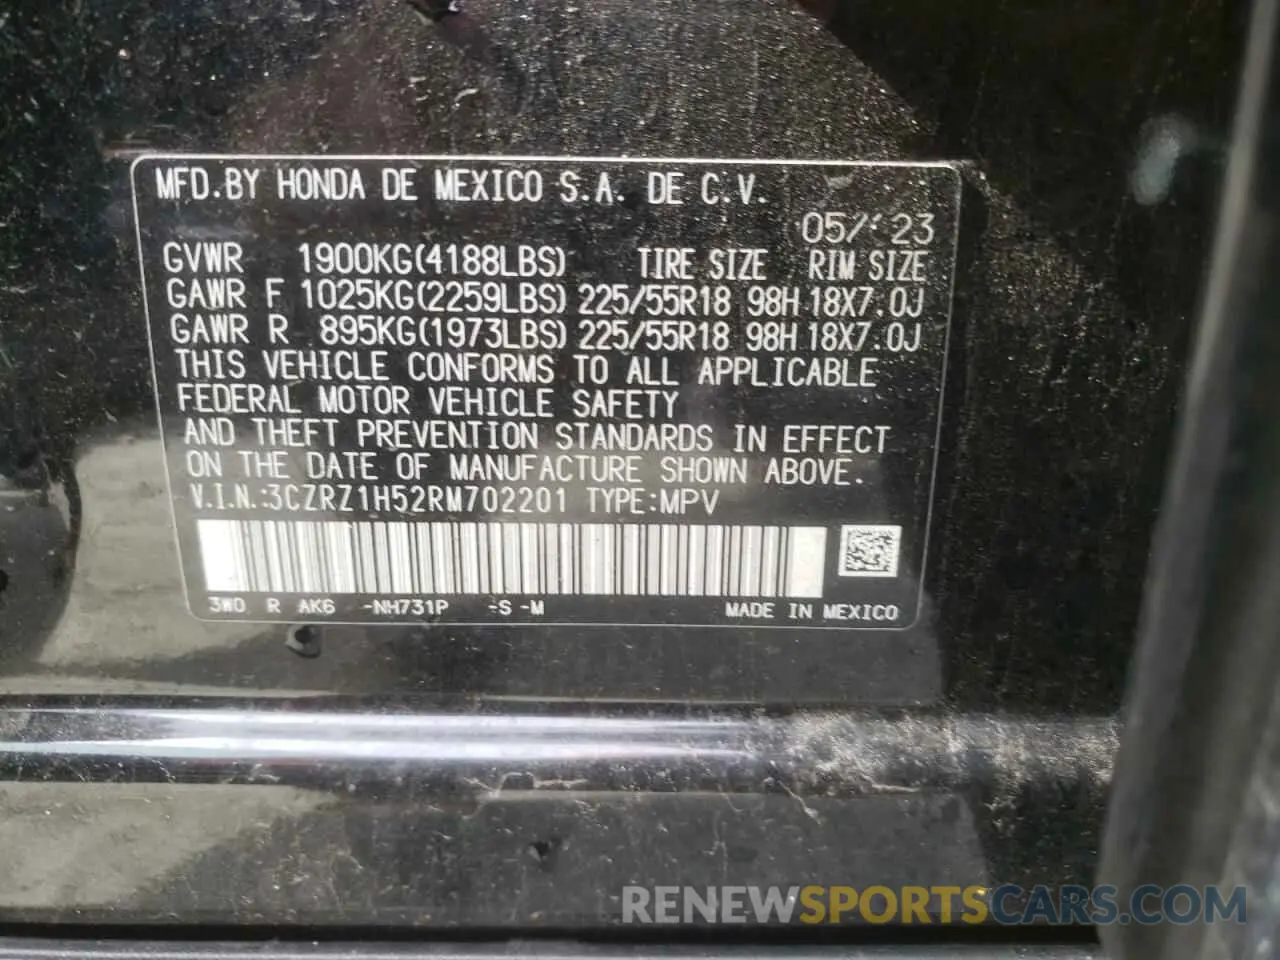 MFD.BY HONDA DE MEXICO S.A. DE C.V.
05/23
GVWR 1900KG(4188LBS) TIRE SIZE RIM SIZE
GAWR F 1025KG(2259LBS) 225/55R18 98H 18X7.0J
GAWR R 895KG(1973LBS) 225/55R18 98H 18X7.0J
THIS VEHICLE CONFORMS TO ALL APPLICABLE
FEDERAL MOTOR VEHICLE SAFETY
AND THEFT PREVENTION STANDARDS IN EFFECT
ON THE DATE OF MANUFACTURE SHOWN ABOVE.
V.I.N.:3CZRZ1H52RM702201 TYPE:MPV
3W0 R AK6 -NH731P -S -M MADE IN MEXICO
RENEWSPORTSCARS.COM